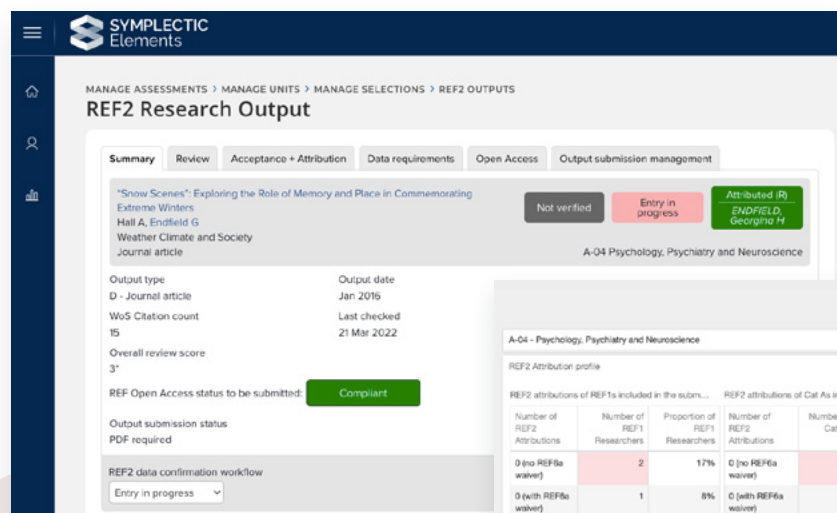 SYMPLECTIC
Elements
MANAGE ASSESSMENTS > MANAGE UNITS > MANAGE SELECTIONS > REF2 OUTPUTS
REF2 Research Output
Summary Review Acceptance + Attribution Data requirements Open Access Output submission management
"Snow Scenes": Exploring the Role of Memory and Place in Commemorating
Extreme Winters
Hall A, Endfield G
Weather Climate and Society
Journal article
Not verified
Entry in
progress
Attributed (R)
ENDFIELD,
Georgina H
A-04 Psychology, Psychiatry and Neuroscience
Output type
D - Journal article
Output date
Jan 2016
WoS Citation count
15
Last checked
21 Mar 2022
Overall review score
3*
REF Open Access status to be submitted: Compliant
Output submission status
PDF required
REF2 data confirmation workflow
Entry in progress
A-04 - Psychology, Psychiatry and Neuroscience
REF2 Attribution profile
REF2 attributions of REF1s included in the subm... REF2 attributions of Cat As in
Number of
REF2
Attributions
Number of
REF1
Researchers
Proportion of
REF1
Researchers
Number of
REF2
Attributions
Numbe
Cat
0 (no REF6a
waiver)
2
17%
0 (no REF6a
waiver)
0 (with REF6a
waiver)
1
8%
0 (with REF6a
waiver)